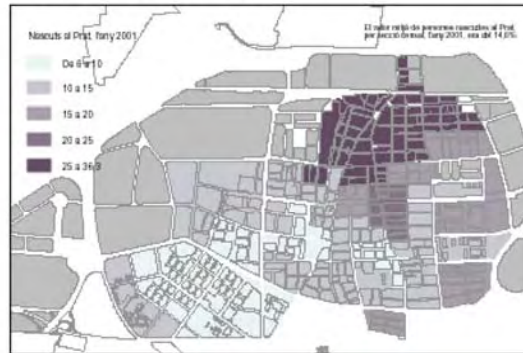 Nascuts al Prat, l'any 2001
El valor mitjà de persones nascudes al Prat,
per secció censal, l'any 2001, era del 14,6%.
De 6 a 10
10 a 15
15 a 20
20 a 25
25 a 36,3